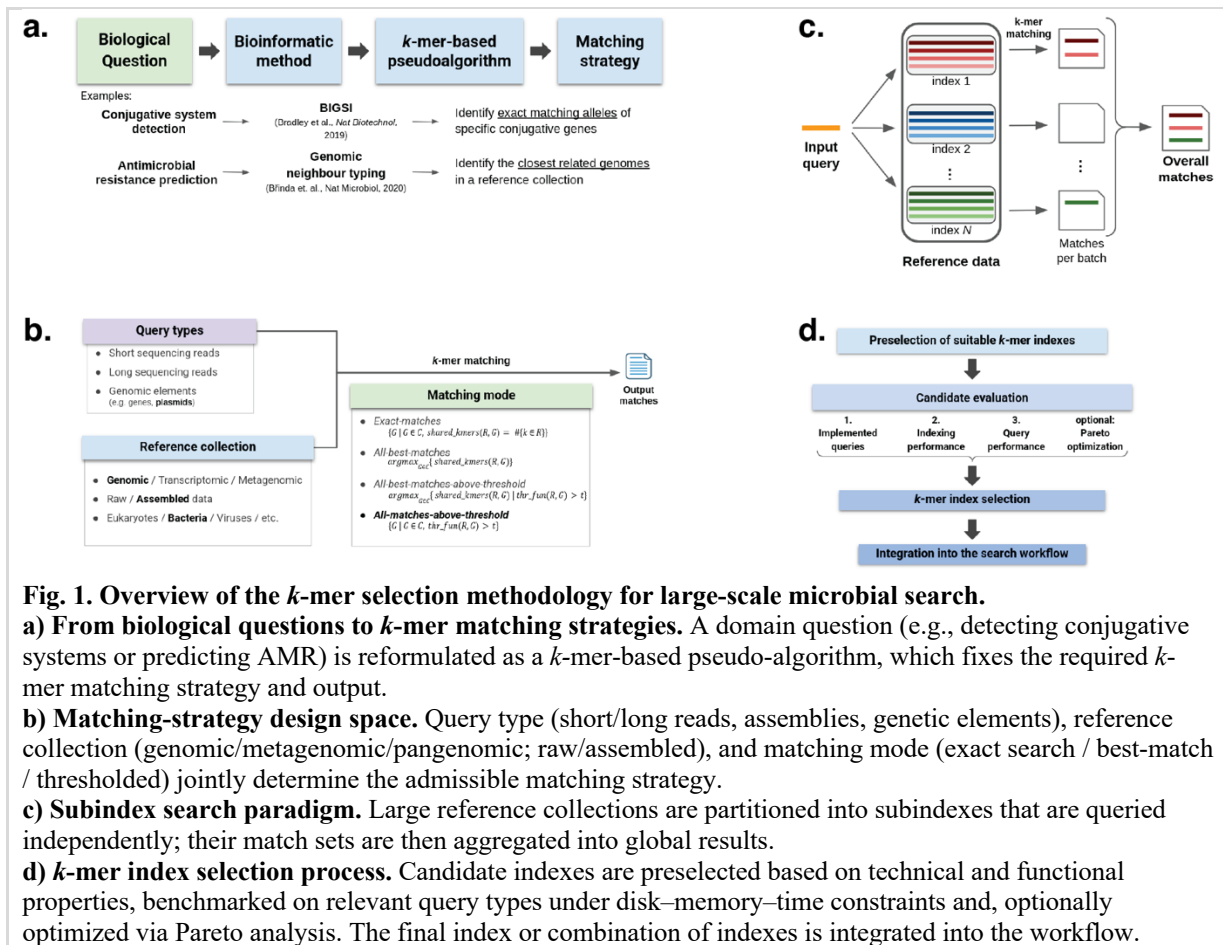 a.
Biological Question
Bioinformatic method
k-mer-based pseudoalgorithm
Matching strategy
Examples:
Conjugative system detection
BIGSI
(Bradley et al., Nat Biotechnol, 2019)
Identify exact matching alleles of specific conjugative genes
Antimicrobial resistance prediction
Genomic neighbour typing
(Břinda et. al., Nat Microbiol, 2020)
Identify the closest related genomes in a reference collection
c.
k-mer matching
Input query
index 1
index 2
⋮
index N
Reference data
⋮
Matches per batch
Overall matches
b.
Query types
• Short sequencing reads
• Long sequencing reads
• Genomic elements
(e.g. genes, plasmids)
Reference collection
• Genomic / Transcriptomic / Metagenomic
• Raw / Assembled data
• Eukaryotes / Bacteria / Viruses / etc.
k-mer matching
Output matches
Matching mode
• Exact-matches
{G | G ∈ C, shared_kmers(R, G) = #{k ∈ R}}
• All-best-matches
argmax_{G∈C}{shared_kmers(R, G)}
• All-best-matches-above-threshold
argmax_{G∈C}{shared_kmers(R, G) | thr_fun(R, G) > t}
• All-matches-above-threshold
{G | G ∈ C, thr_fun(R, G) > t}
d.
Preselection of suitable k-mer indexes
Candidate evaluation
1. Implemented queries
2. Indexing performance
3. Query performance
optional: Pareto optimization
k-mer index selection
Integration into the search workflow
Fig. 1. Overview of the k-mer selection methodology for large-scale microbial search.
a) From biological questions to k-mer matching strategies. A domain question (e.g., detecting conjugative
systems or predicting AMR) is reformulated as a k-mer-based pseudo-algorithm, which fixes the required k-
mer matching strategy and output.
b) Matching-strategy design space. Query type (short/long reads, assemblies, genetic elements), reference
collection (genomic/metagenomic/pangenomic; raw/assembled), and matching mode (exact search / best-match
/ thresholded) jointly determine the admissible matching strategy.
c) Subindex search paradigm. Large reference collections are partitioned into subindexes that are queried
independently; their match sets are then aggregated into global results.
d) k-mer index selection process. Candidate indexes are preselected based on technical and functional
properties, benchmarked on relevant query types under disk–memory–time constraints and, optionally
optimized via Pareto analysis. The final index or combination of indexes is integrated into the workflow.